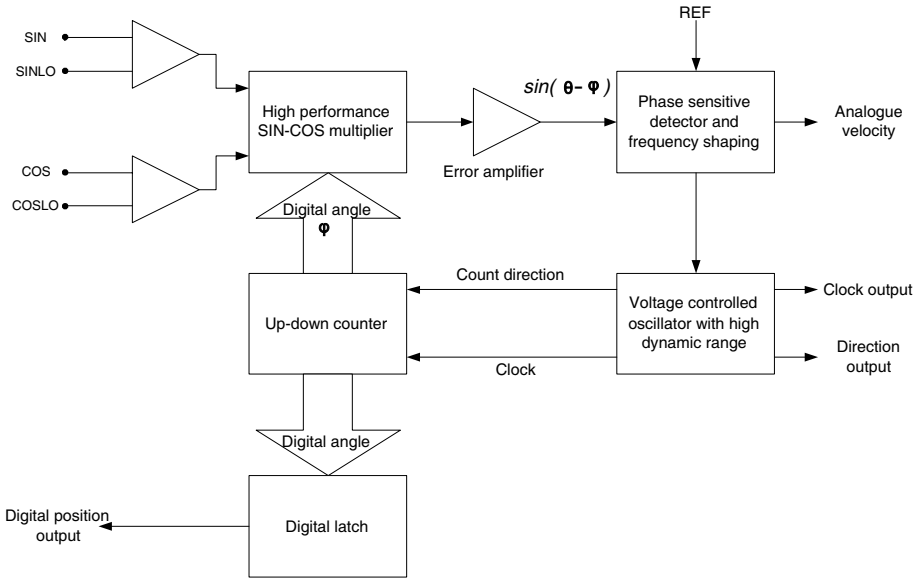 REF
SIN
SINLO
High performance
SIN-COS multiplier
sin( θ- φ )
Error amplifier
Phase sensitive
detector and
frequency shaping
Analogue
velocity
COS
COSLO
Digital angle
φ
Count direction
Up-down counter
Clock
Voltage controlled
oscillator with high
dynamic range
Clock output
Direction
output
Digital angle
Digital latch
Digital position
output